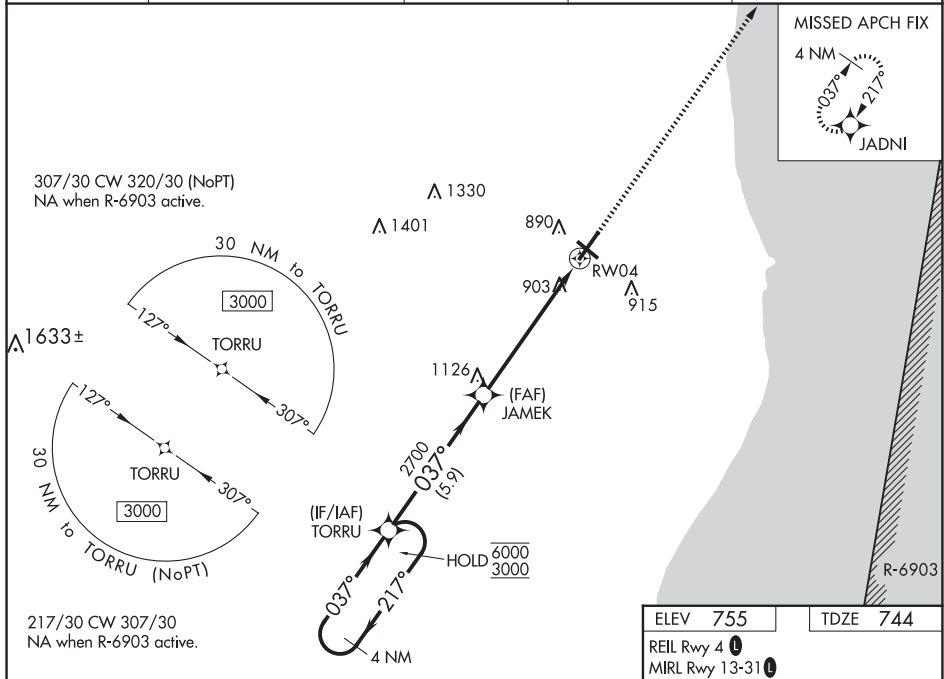 MISSED APCH FIX
4 NM
037°
217°
JADNI
307/30 CW 320/30 (NoPT)
NA when R-6903 active.
1330
1401
890
30 NM to TORRU
RW04
903
3000
915
127°
TORRU
1633±
307°
1126
(FAF)
JAMEK
127°
TORRU
307°
2700
037°
(5.9)
3000
(IF/IAF)
TORRU
30 NM to TORRU (NoPT)
HOLD 6000
3000
R-6903
037°
217°
217/30 CW 307/30
NA when R-6903 active.
4 NM
ELEV 755
TDZE 744
REIL Rwy 4 L
MIRL Rwy 13-31 L